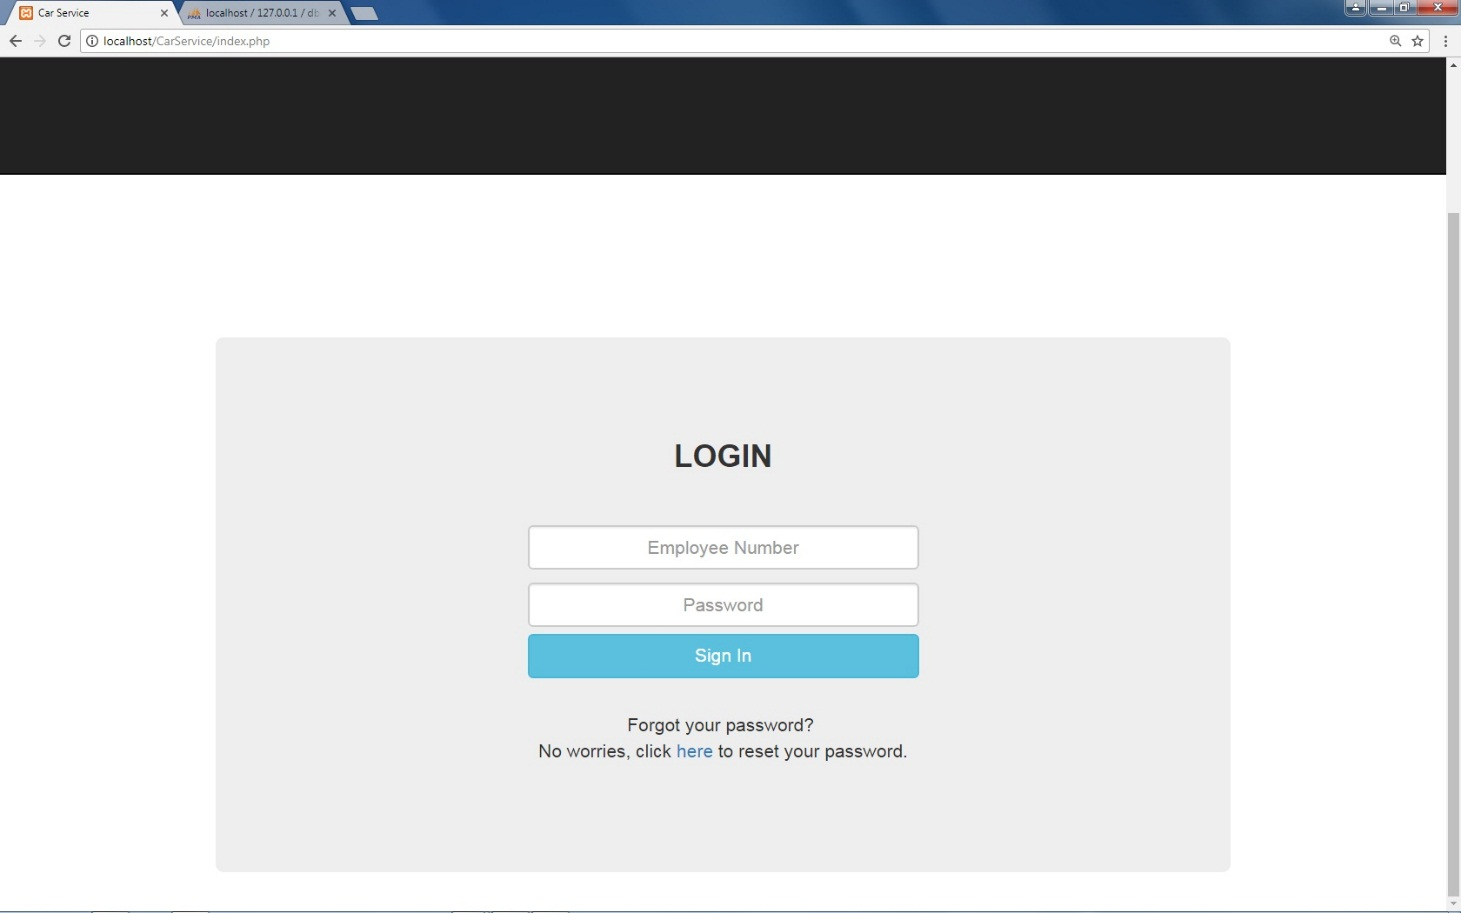 Car Service
localhost / 127.0.0.1 / db
localhost/CarService/index.php
LOGIN
Employee Number
Password
Sign In
Forgot your password?
No worries, click here to reset your password.